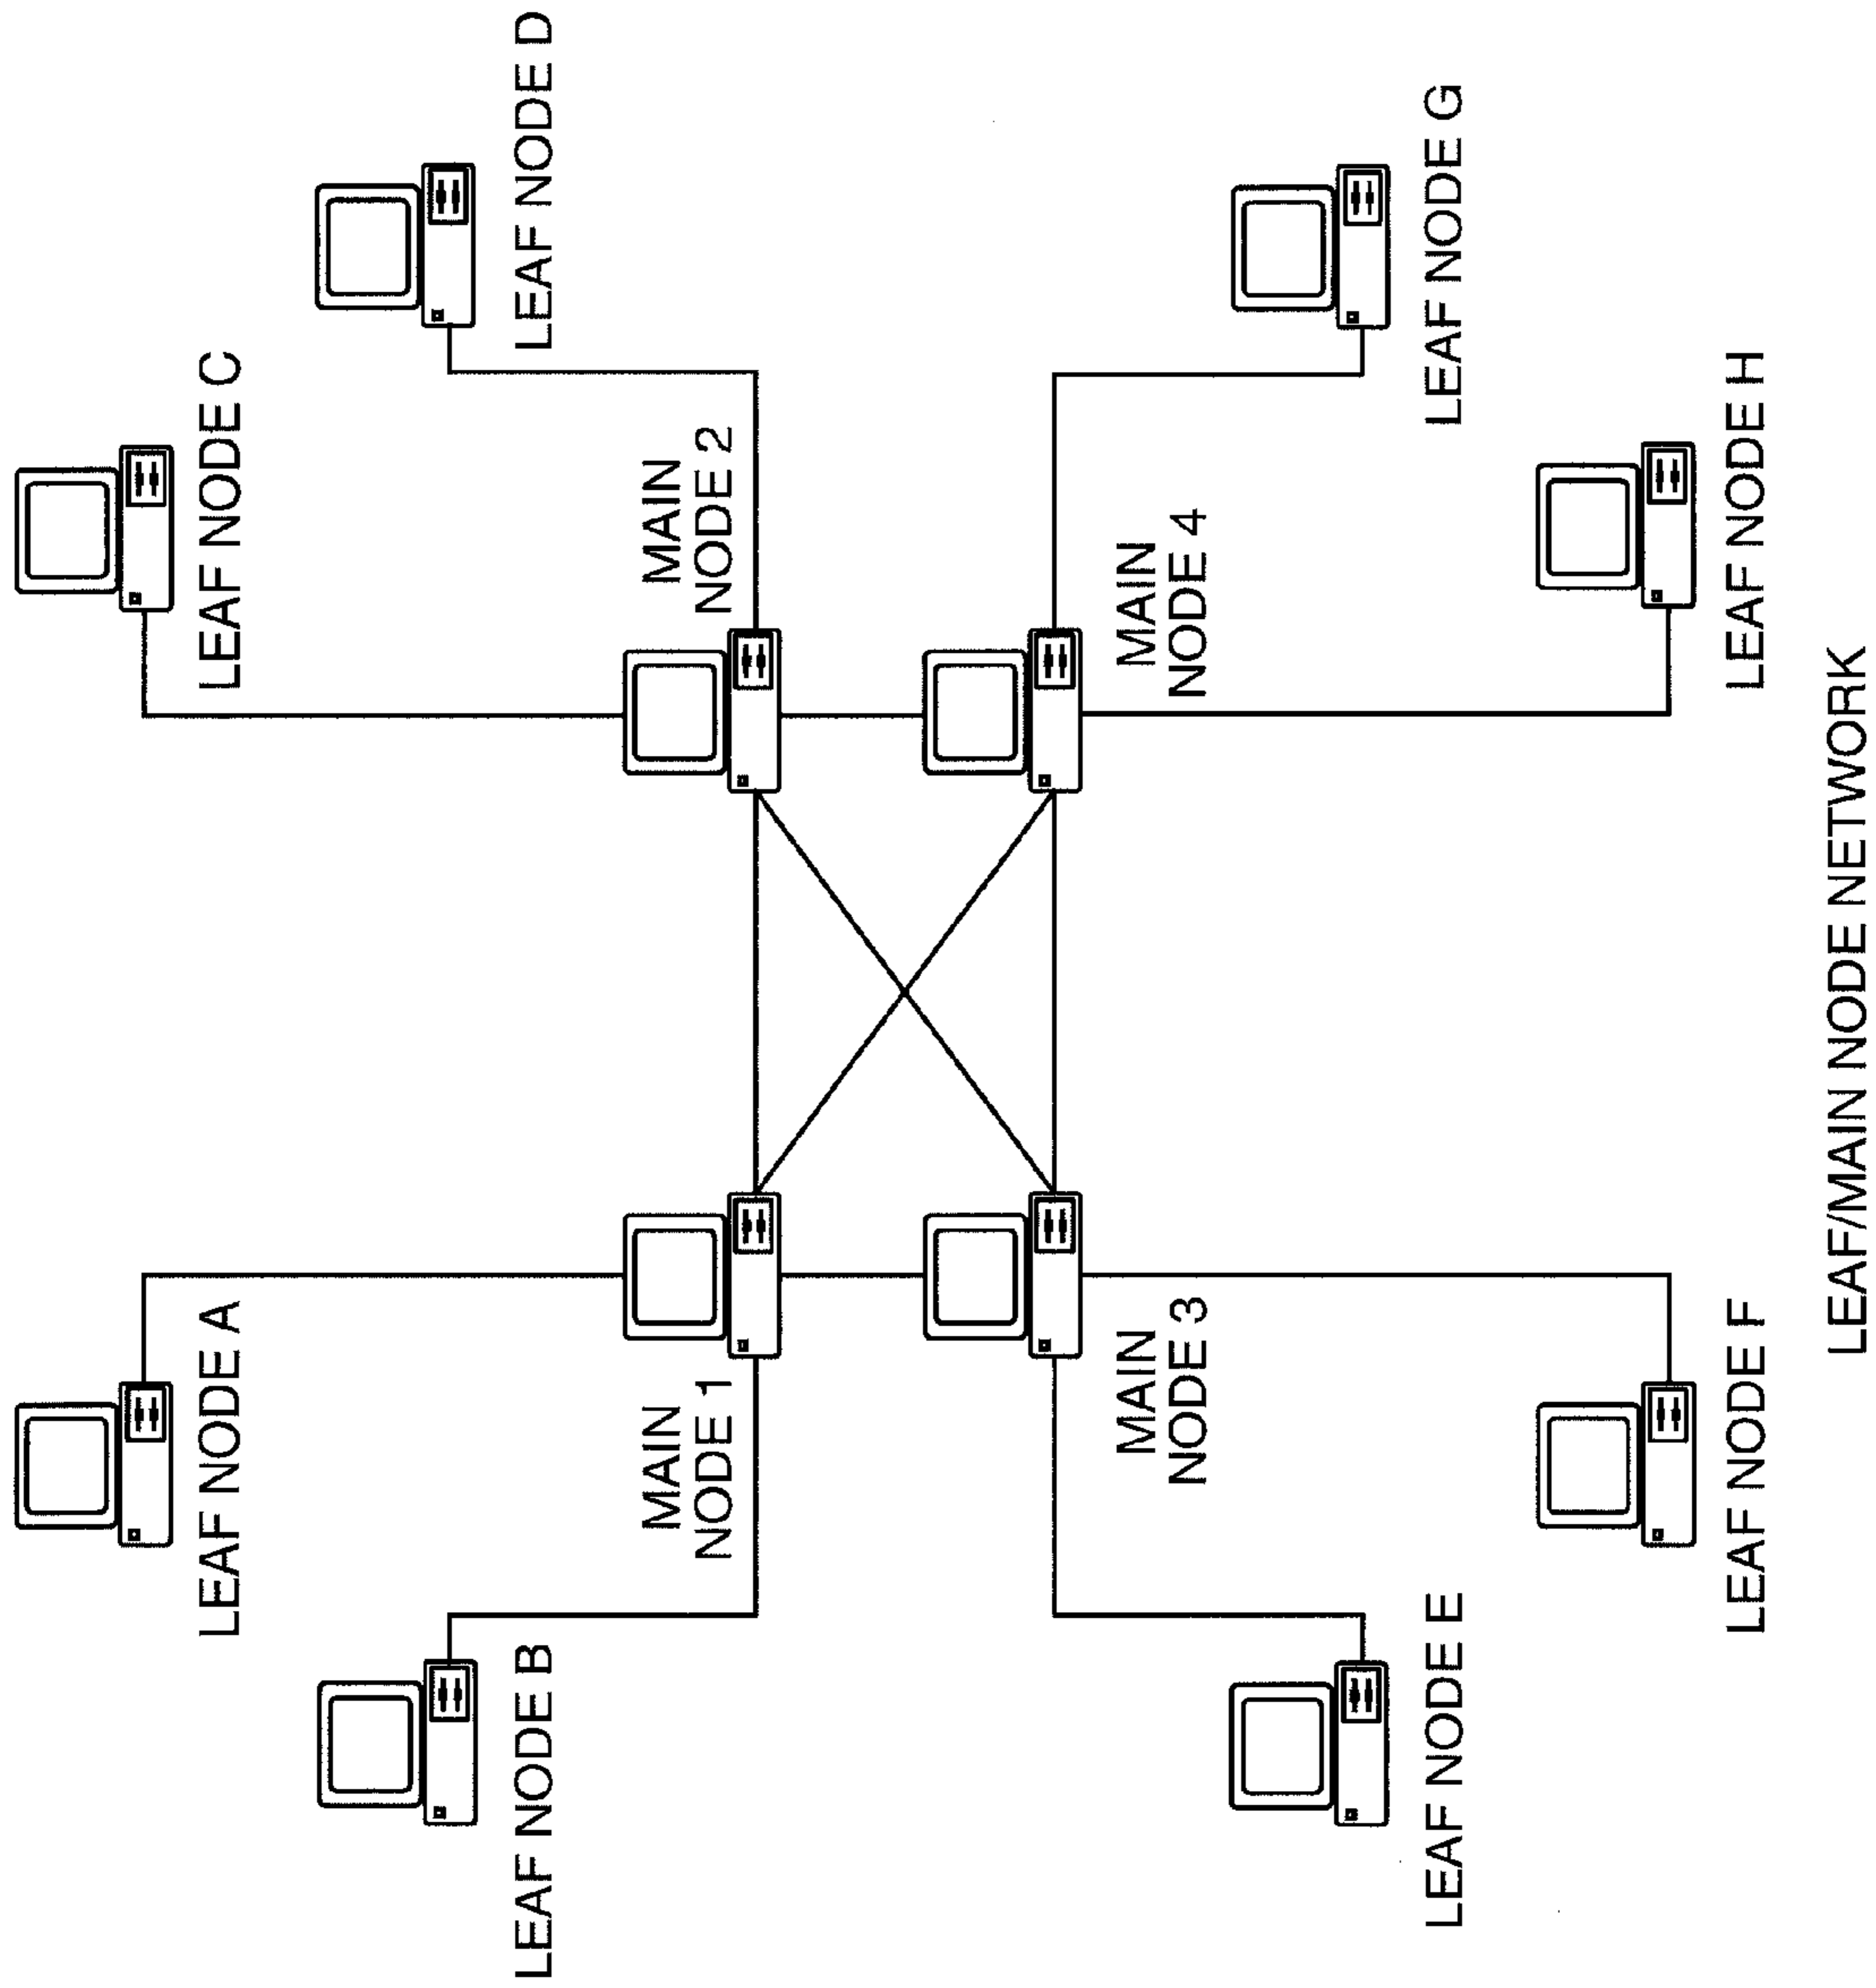 LEAF NODE A
LEAF NODE C
LEAF NODE B
LEAF NODE D
MAIN
NODE 1
MAIN
NODE 2
MAIN
NODE 3
MAIN
NODE 4
LEAF NODE E
LEAF NODE G
LEAF NODE F
LEAF NODE H
LEAF/MAIN NODE NETWORK